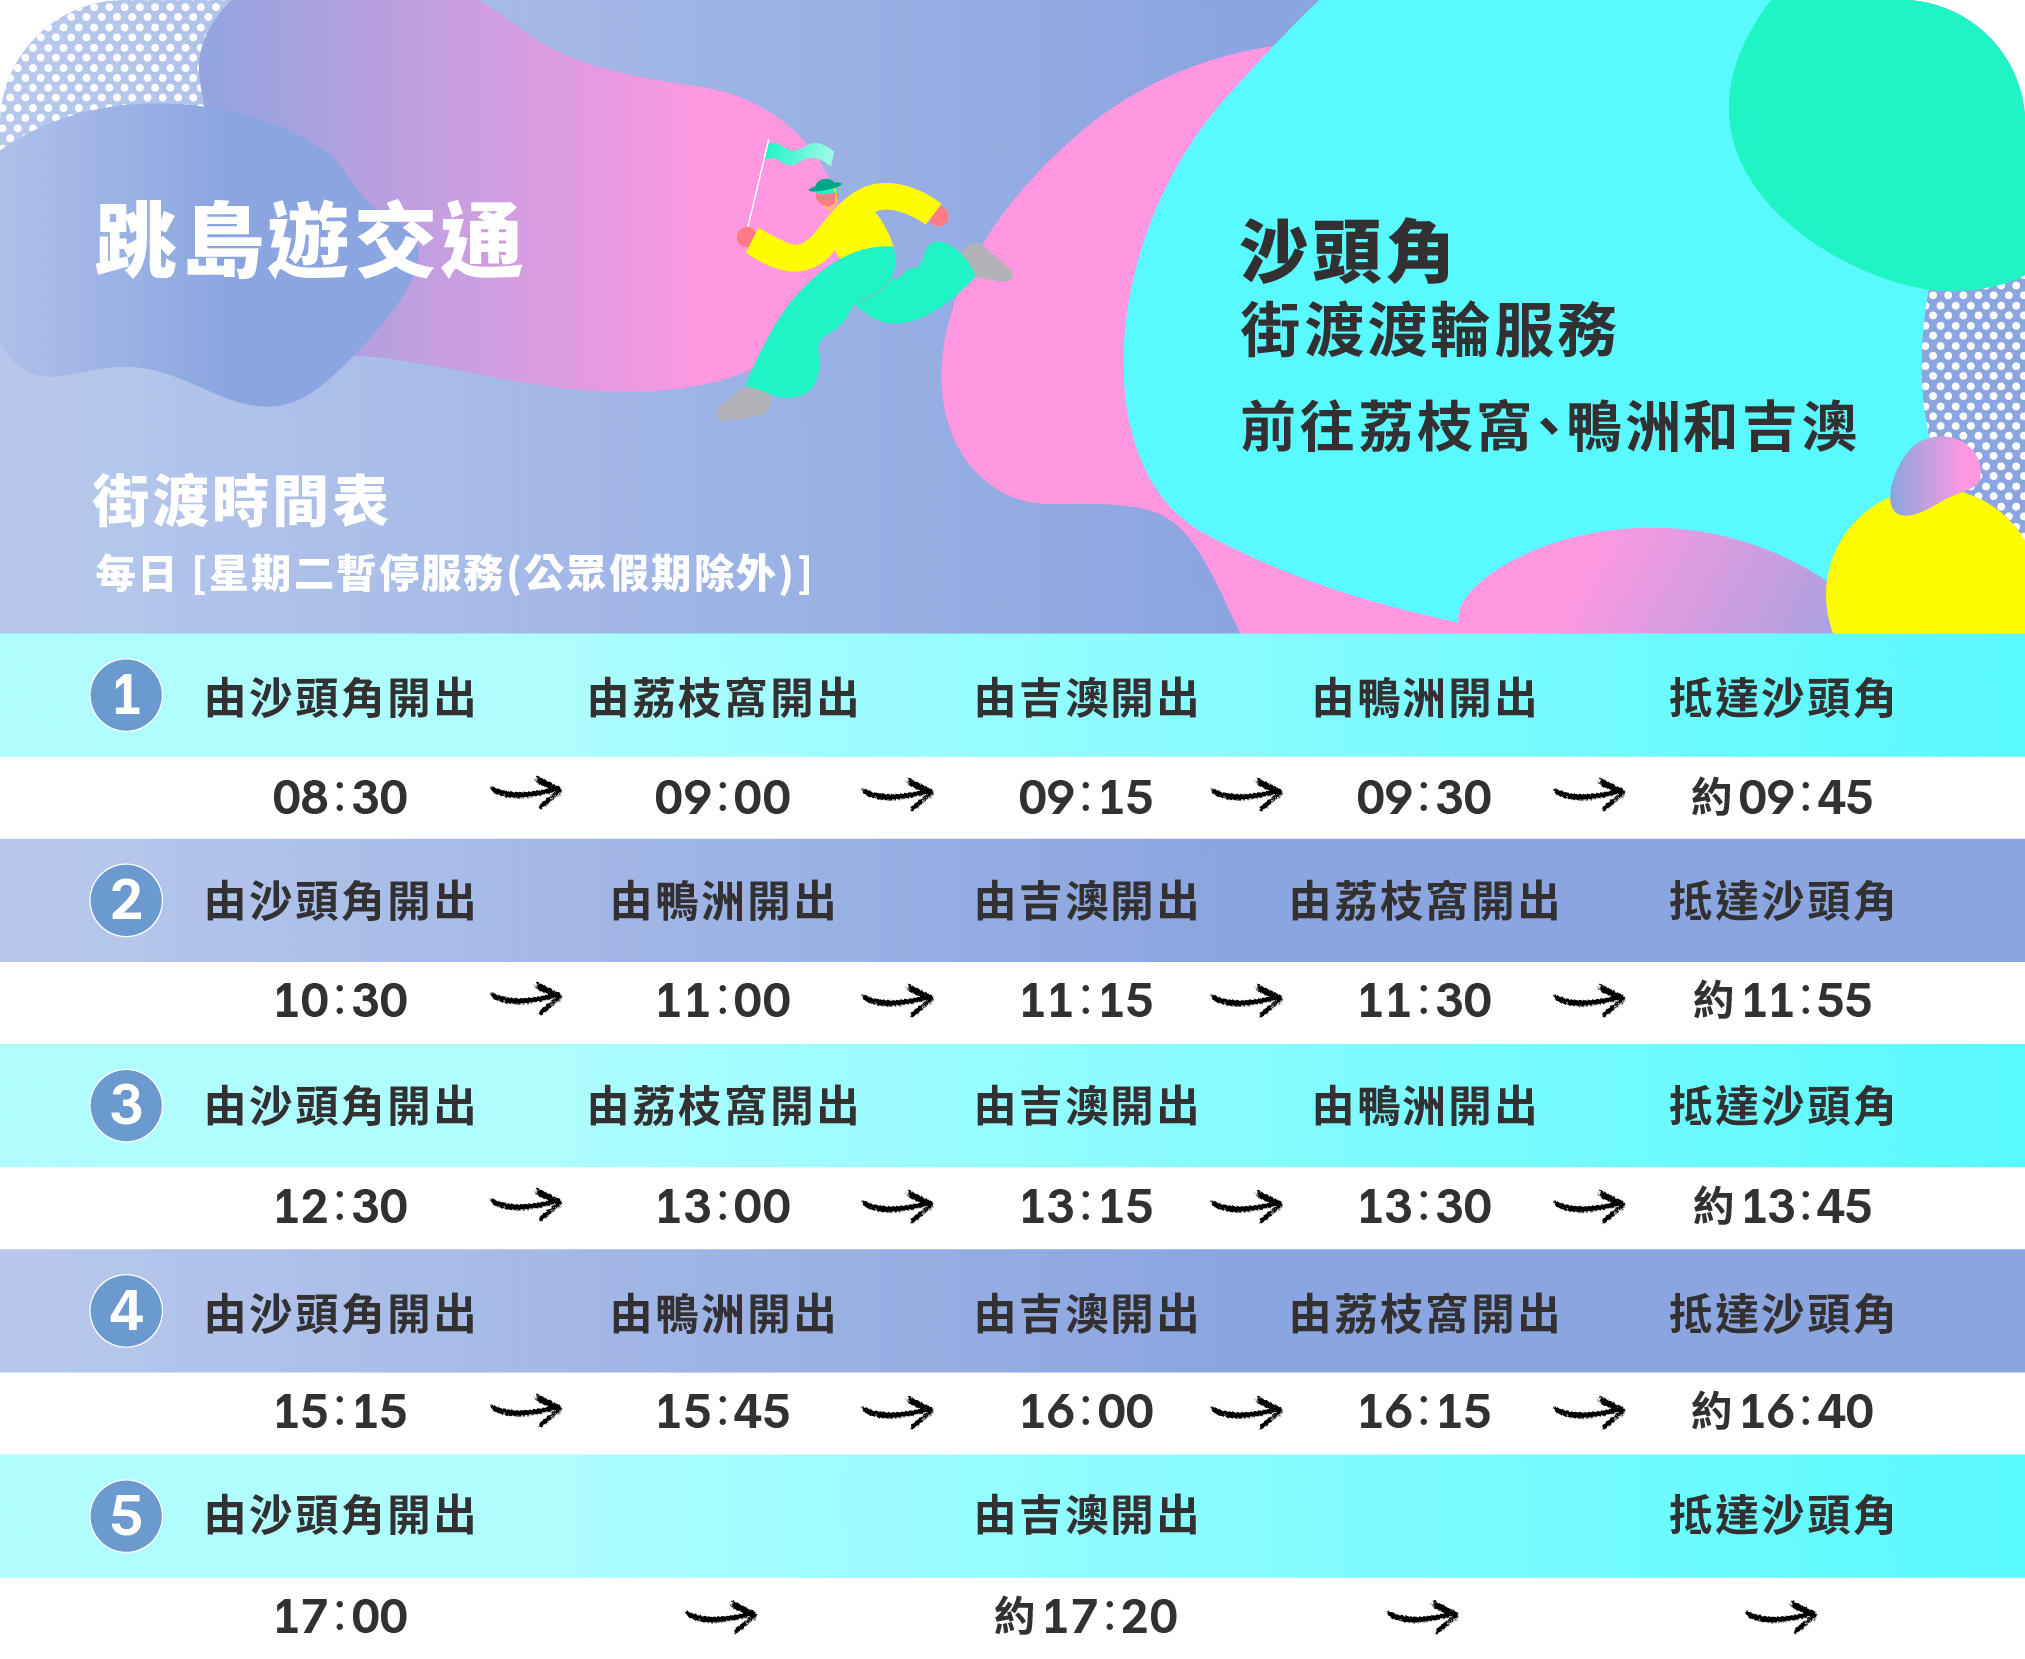 跳島遊交通
沙頭角
街渡渡輪服務
前往荔枝窩、鴨洲和吉澳
街渡時間表
每日 [星期二暫停服務(公眾假期除外)]
1 由沙頭角開出 由荔枝窩開出 由吉澳開出 由鴨洲開出 抵達沙頭角
08:30 → 09:00 → 09:15 → 09:30 → 約09:45
2 由沙頭角開出 由鴨洲開出 由吉澳開出 由荔枝窩開出 抵達沙頭角
10:30 → 11:00 → 11:15 → 11:30 → 約11:55
3 由沙頭角開出 由荔枝窩開出 由吉澳開出 由鴨洲開出 抵達沙頭角
12:30 → 13:00 → 13:15 → 13:30 → 約13:45
4 由沙頭角開出 由鴨洲開出 由吉澳開出 由荔枝窩開出 抵達沙頭角
15:15 → 15:45 → 16:00 → 16:15 → 約16:40
5 由沙頭角開出 由吉澳開出 抵達沙頭角
17:00 → 約17:20 → →